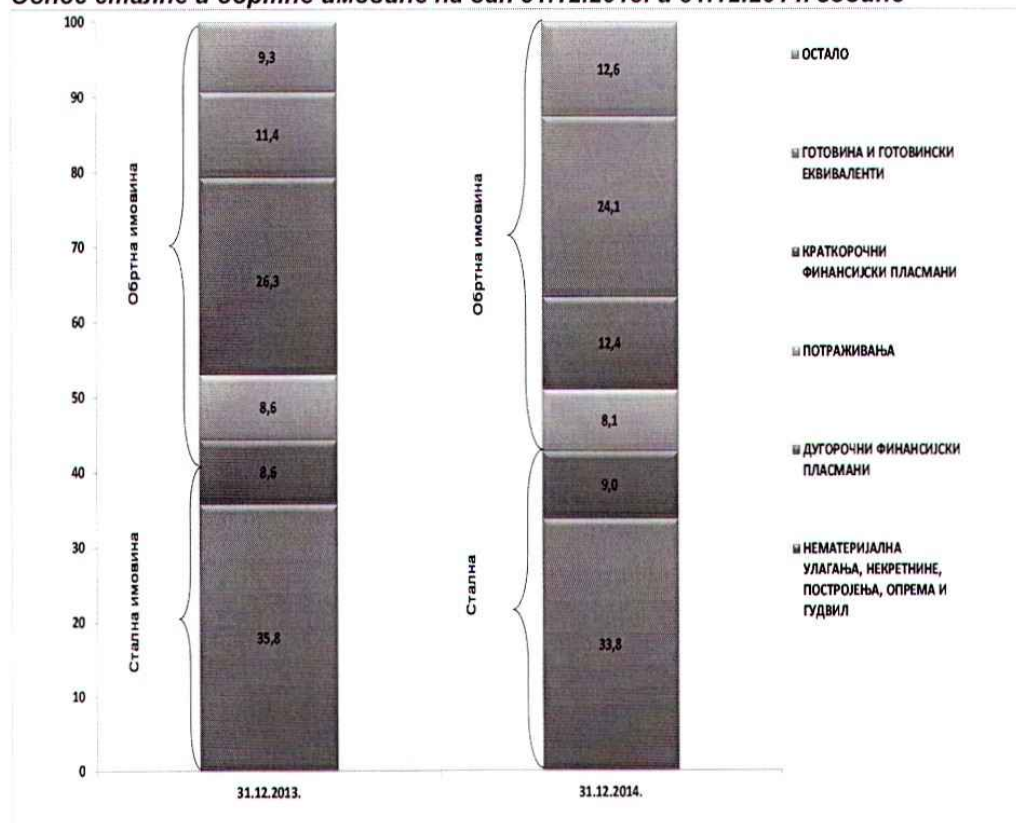 100
90
80
70
60
50
40
30
20
10
0
Обртна имовина
Стална имовина
9,3
11,4
26,3
8,6
8,6
35,8
31.12.2013.
Обртна имовина
Стална
12,6
24,1
12,4
8,1
9,0
33,8
31.12.2014.
ОСТАЛО
ГОТОВИНА И ГОТОВИНСКИ
ЕКВИВАЛЕНТИ
КРАТКОРОЧНИ
ФИНАНСИЈСКИ ПЛАСМАНИ
ПОТРАЖИВАЊА
ДУГОРОЧНИ ФИНАНСИЈСКИ
ПЛАСМАНИ
НЕМАТЕРИЈАЛНА
УЛАГАЊА, НЕКРЕТНИНЕ,
ПОСТРОЈЕЊА, ОПРЕМА И
ГУДВИЛ